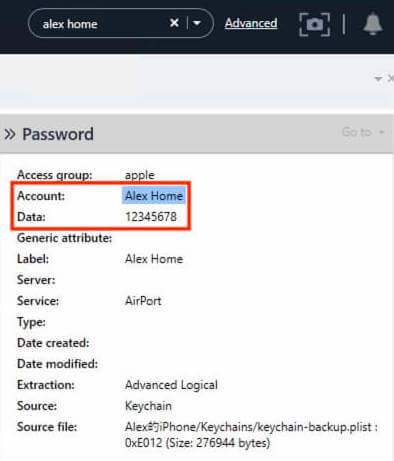 alex home
Advanced
Password
Go to
Access group: apple
Account: Alex Home
Data: 12345678
Generic attribute:
Label: Alex Home
Server:
Service: AirPort
Type:
Date created:
Date modified:
Extraction: Advanced Logical
Source: Keychain
Source file: Alex的iPhone/Keychains/keychain-backup.plist :
0xE012 (Size: 276944 bytes)